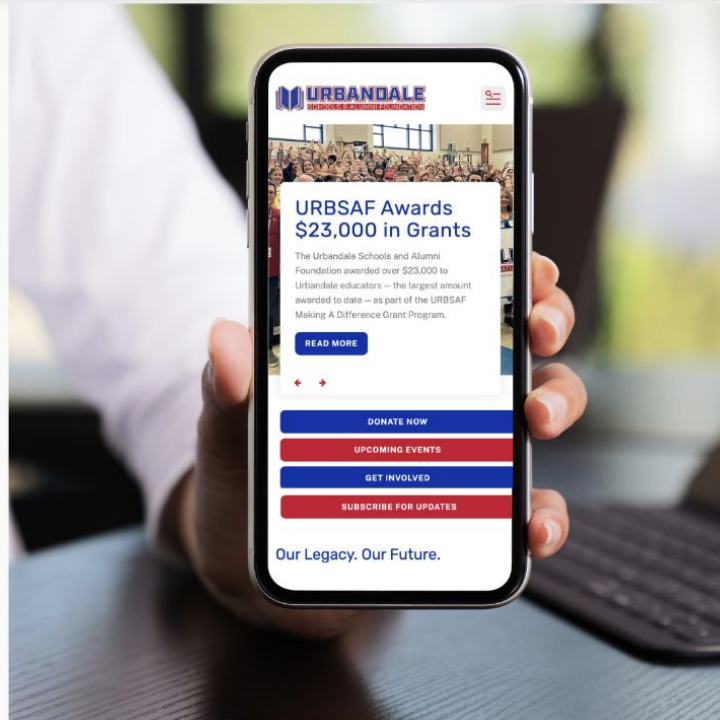 URBANDALE
SCHOOLS & ALUMNI FOUNDATION
URBSAF Awards
$23,000 in Grants
The Urbandale Schools and Alumni
Foundation awarded over $23,000 to
Urbandale educators — the largest amount
awarded to date — as part of the URBSAF
Making A Difference Grant Program.
READ MORE
DONATE NOW
UPCOMING EVENTS
GET INVOLVED
SUBSCRIBE FOR UPDATES
Our Legacy. Our Future.